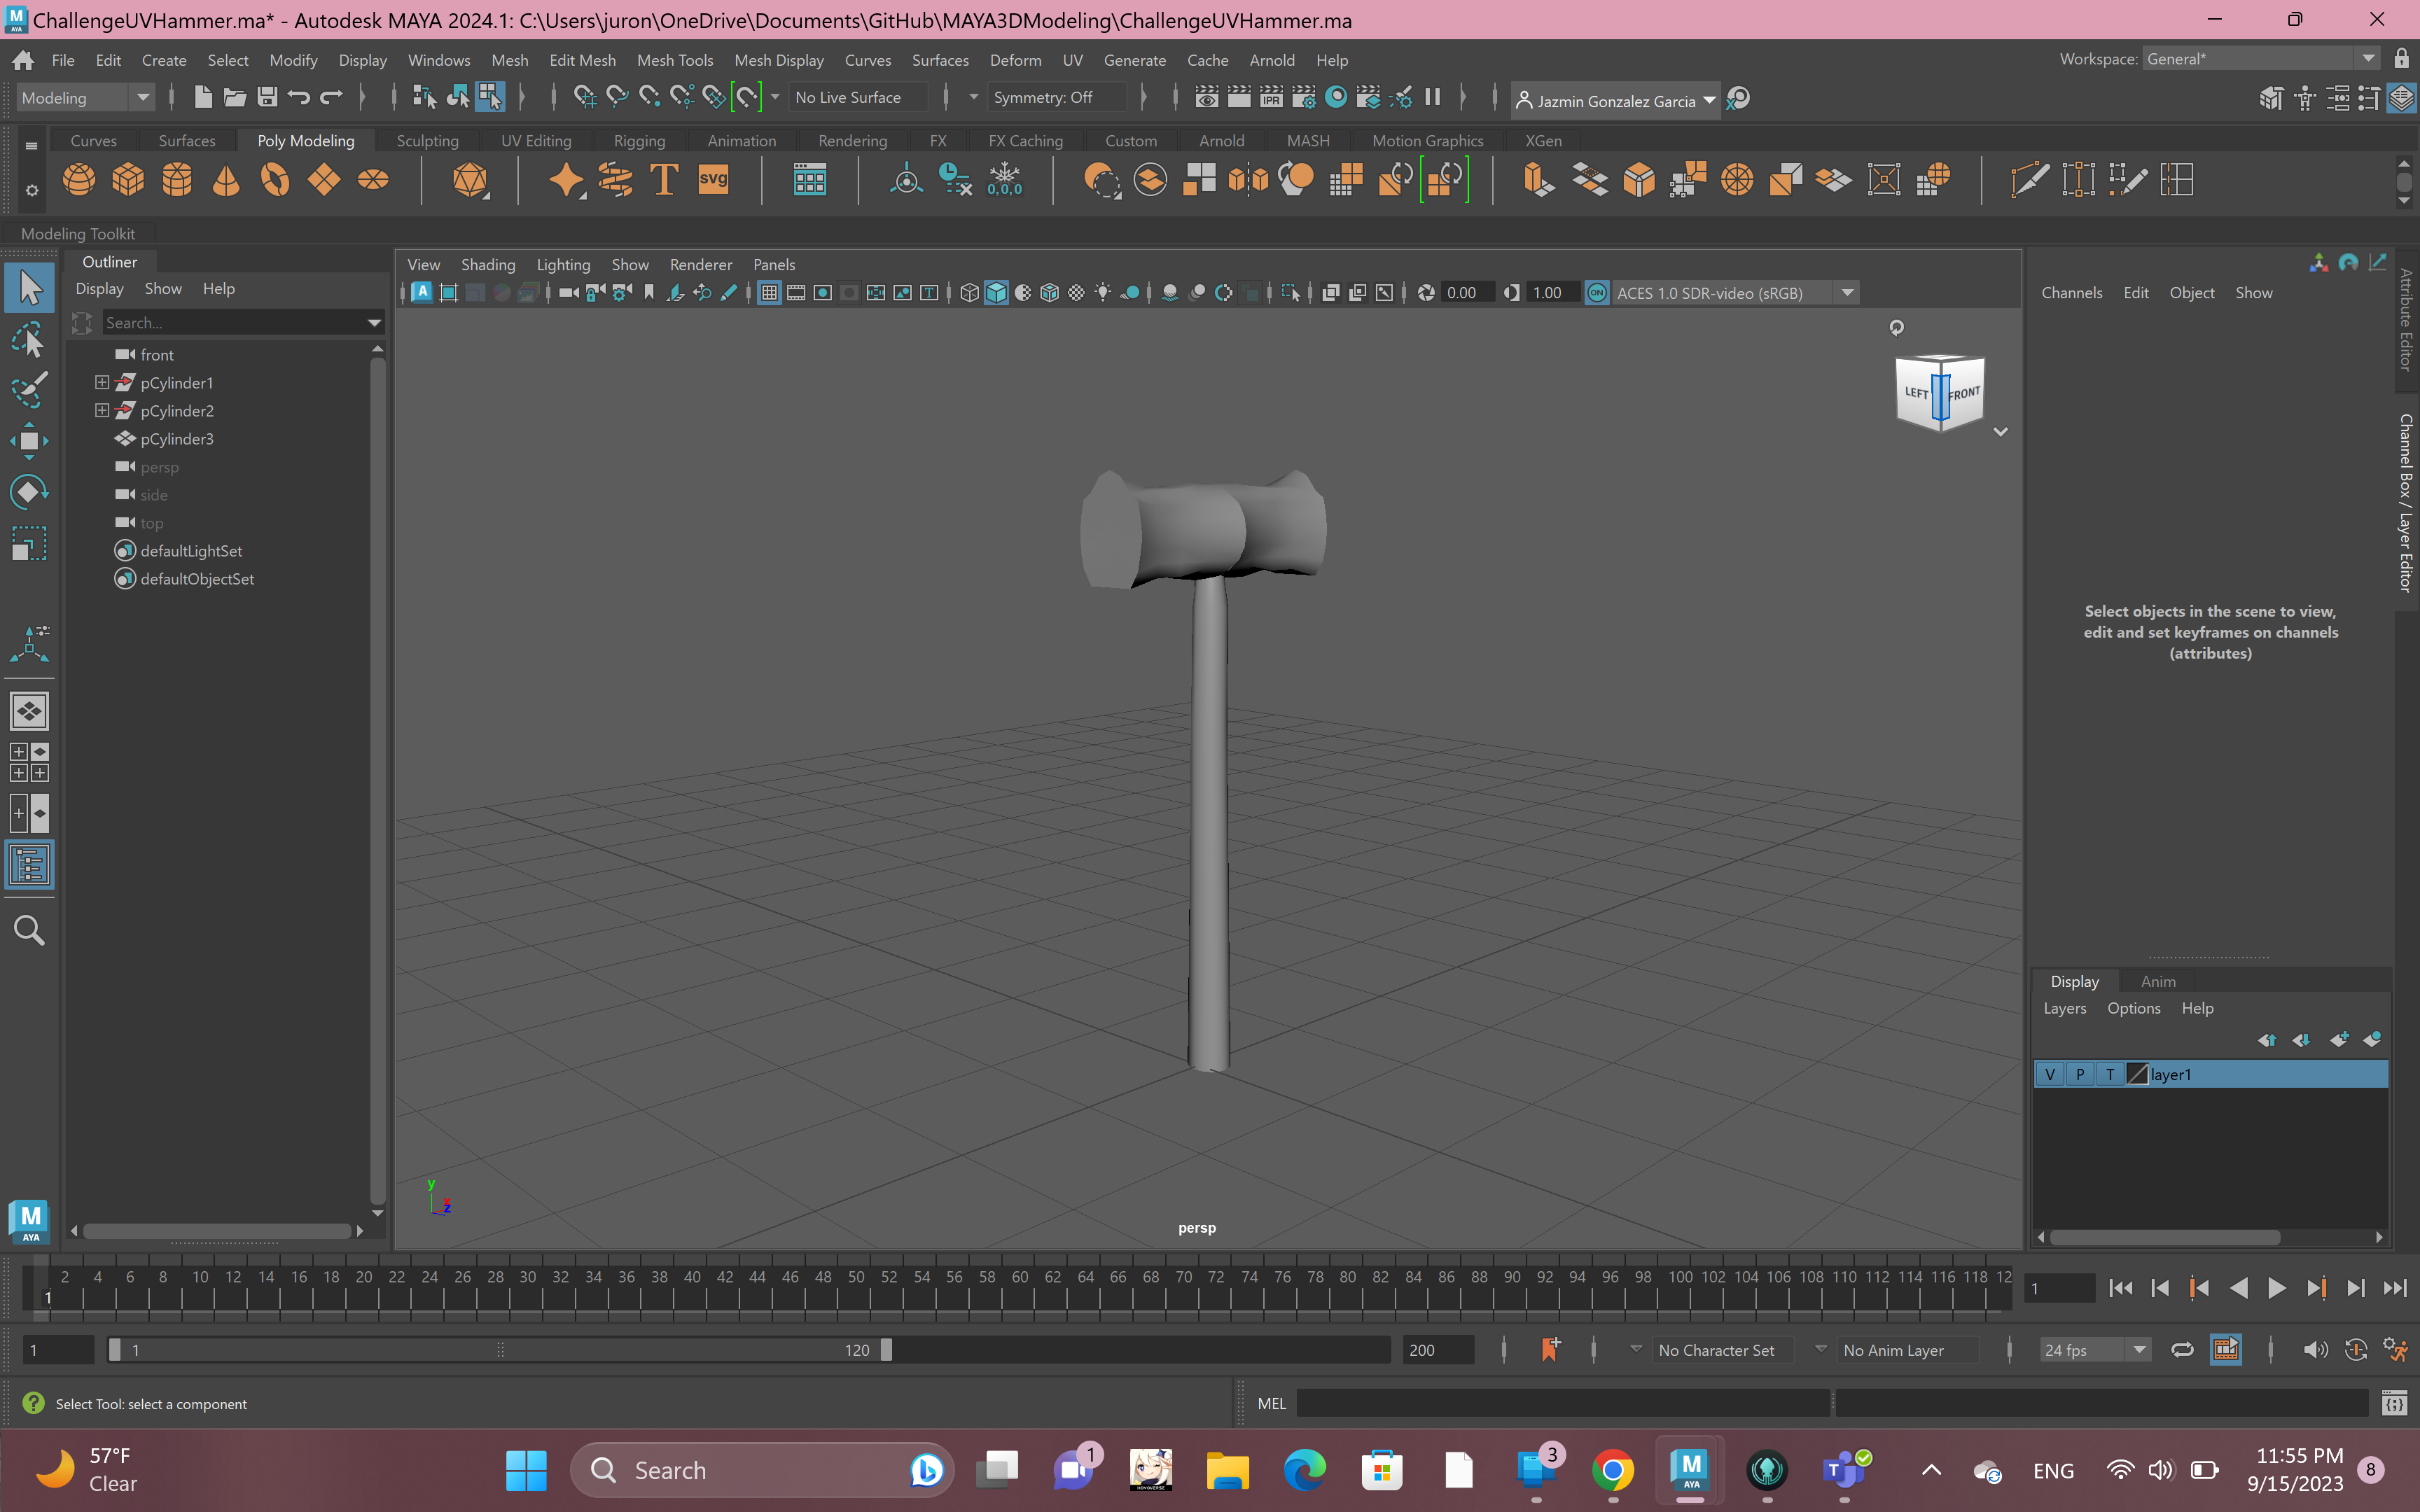 ChallengeUVHammer.ma* - Autodesk MAYA 2024.1: C:\Users\juron\OneDrive\Documents\GitHub\MAYA3DModeling\ChallengeUVHammer.ma
File Edit Create Select Modify Display Windows Mesh Edit Mesh Mesh Tools Mesh Display Curves Surfaces Deform UV Generate Cache Arnold Help
Workspace: General*
Modeling
No Live Surface
Symmetry: Off
IPR
Jazmin Gonzalez Garcia
Curves Surfaces Poly Modeling Sculpting UV Editing Rigging Animation Rendering FX FX Caching Custom Arnold MASH Motion Graphics XGen
T
svg
0,0,0
Modeling Toolkit
Outliner
Display Show Help
Search...
front
pCylinder1
pCylinder2
pCylinder3
persp
side
top
defaultLightSet
defaultObjectSet
View Shading Lighting Show Renderer Panels
0.00
1.00
ON
ACES 1.0 SDR-video (sRGB)
LEFT
FRONT
y
x
z
persp
Channels Edit Object Show
Attribute Editor
Channel Box / Layer Editor
Select objects in the scene to view,
edit and set keyframes on channels
(attributes)
Display Anim
Layers Options Help
V P T layer1
M
AYA
2 4 6 8 10 12 14 16 18 20 22 24 26 28 30 32 34 36 38 40 42 44 46 48 50 52 54 56 58 60 62 64 66 68 70 72 74 76 78 80 82 84 86 88 90 92 94 96 98 100 102 104 106 108 110 112 114 116 118 12
1
1
1
1
120
200
No Character Set
No Anim Layer
24 fps
Select Tool: select a component
MEL
57°F
Clear
Search
1
3
M
AYA
ENG
11:55 PM
9/15/2023
8